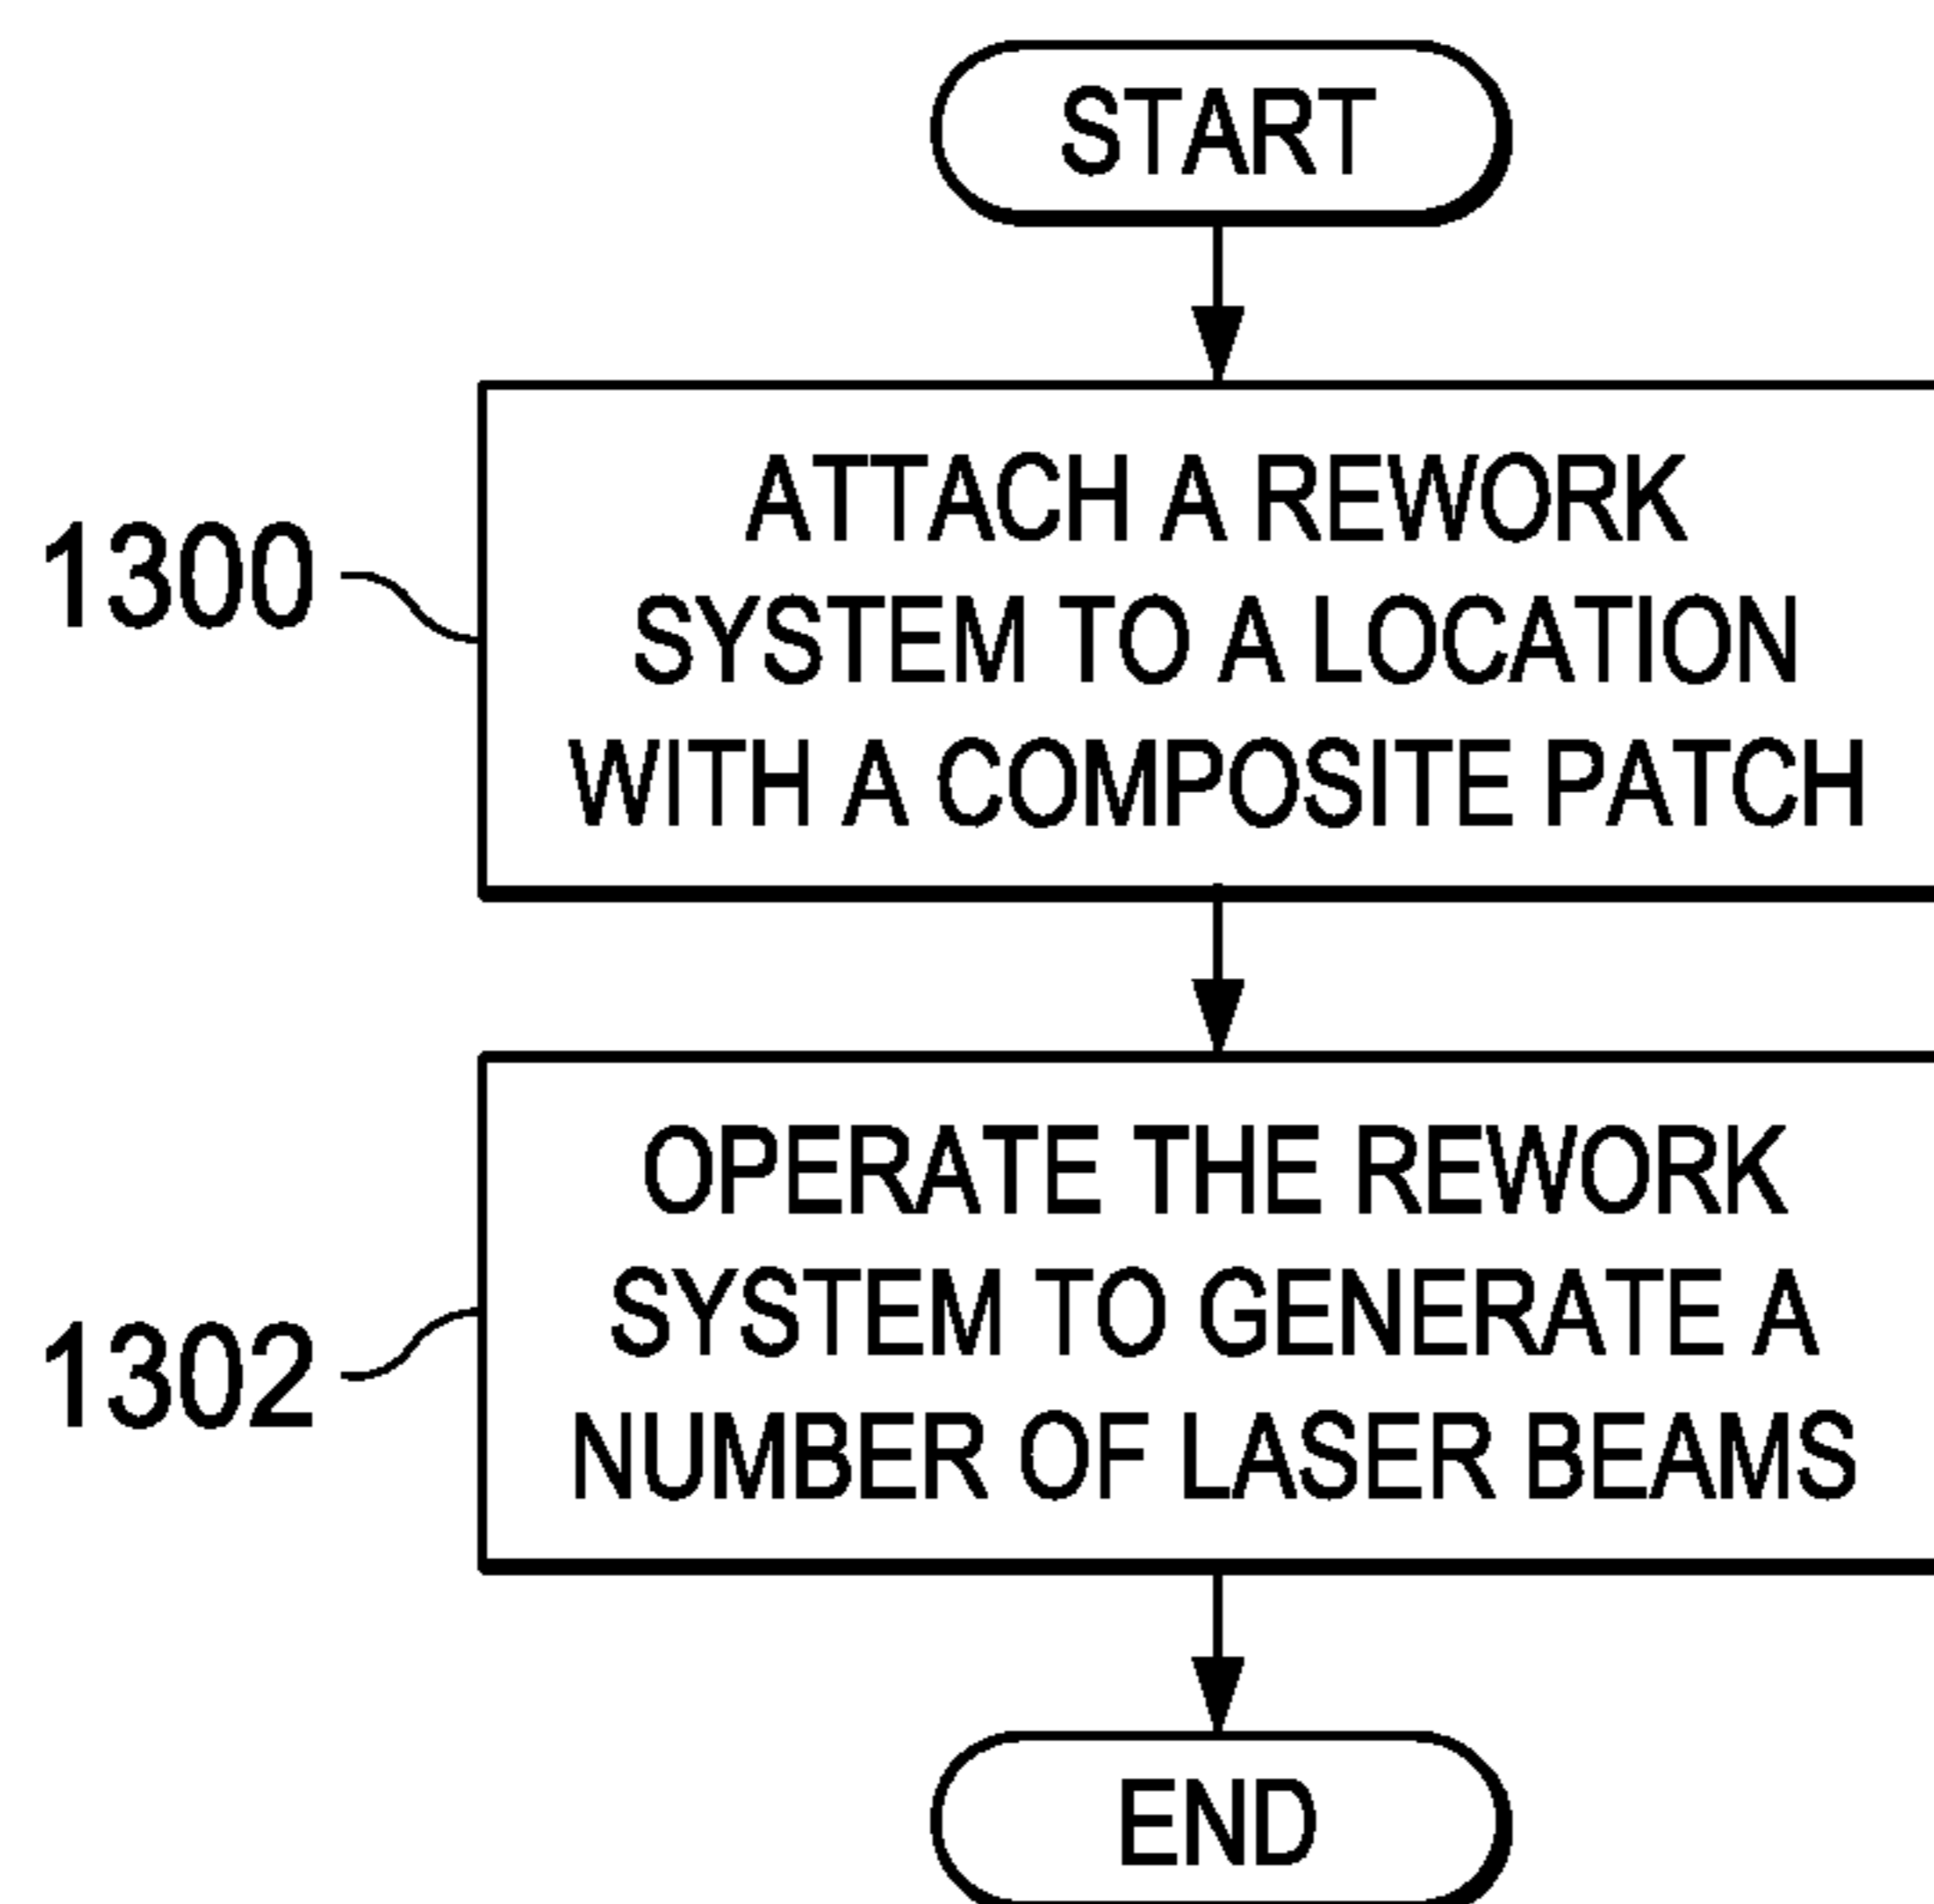 START
ATTACH A REWORK
SYSTEM TO A LOCATION
WITH A COMPOSITE PATCH
1300
OPERATE THE REWORK
SYSTEM TO GENERATE A
NUMBER OF LASER BEAMS
1302
END